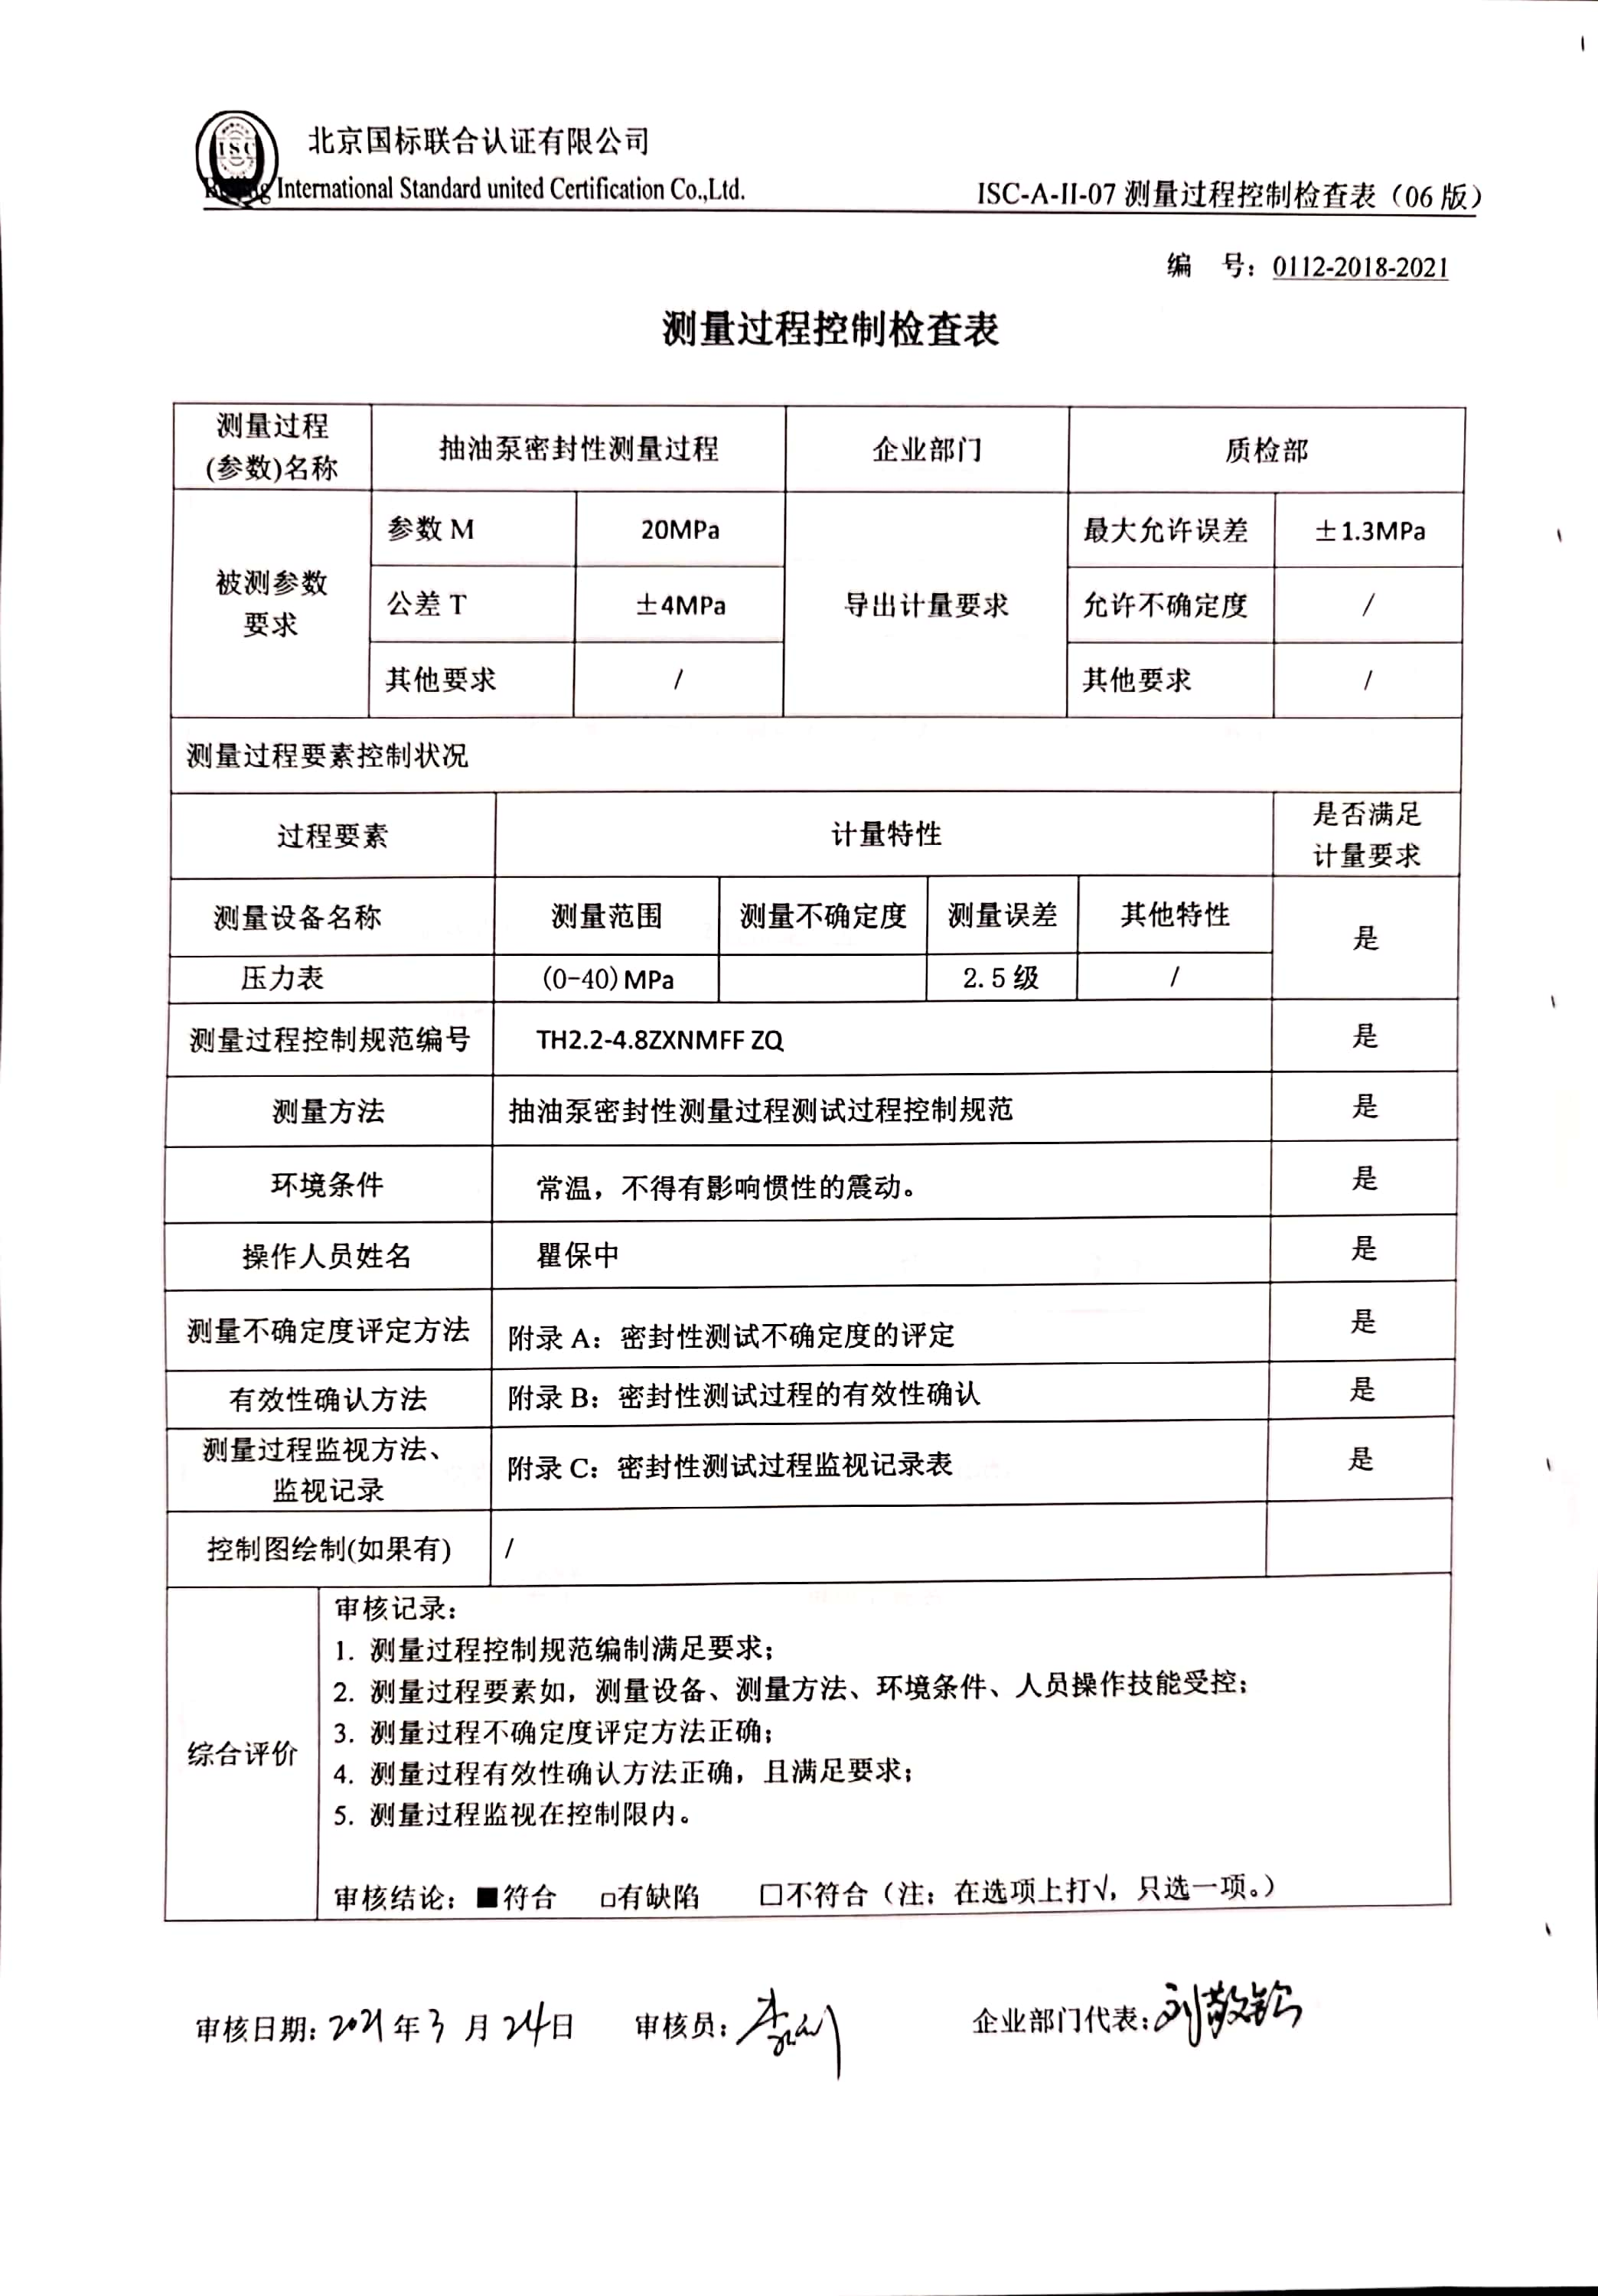 ISC
北京国标联合认证有限公司
Beijing International Standard united Certification Co.,Ltd.
ISC-A-II-07 测量过程控制检查表（06 版）
编 号：0112-2018-2021
测量过程控制检查表
测量过程
(参数)名称
抽油泵密封性测量过程
企业部门
质检部
被测参数
要求
参数 M
20MPa
导出计量要求
最大允许误差
±1.3MPa
公差 T
±4MPa
允许不确定度
/
其他要求
/
其他要求
/
测量过程要素控制状况
过程要素
计量特性
是否满足
计量要求
测量设备名称
测量范围
测量不确定度
测量误差
其他特性
是
压力表
(0-40)MPa
2.5 级
/
测量过程控制规范编号
TH2.2-4.8ZXNMFF ZQ
是
测量方法
抽油泵密封性测量过程测试过程控制规范
是
环境条件
常温，不得有影响惯性的震动。
是
操作人员姓名
瞿保中
是
测量不确定度评定方法
附录 A：密封性测试不确定度的评定
是
有效性确认方法
附录 B：密封性测试过程的有效性确认
是
测量过程监视方法、
监视记录
附录 C：密封性测试过程监视记录表
是
控制图绘制(如果有)
/
综合评价
审核记录：
1. 测量过程控制规范编制满足要求；
2. 测量过程要素如，测量设备、测量方法、环境条件、人员操作技能受控；
3. 测量过程不确定度评定方法正确；
4. 测量过程有效性确认方法正确，且满足要求；
5. 测量过程监视在控制限内。
审核结论：■符合 □有缺陷 □不符合（注：在选项上打√，只选一项。）
审核日期：2021 年 3 月 24 日 审核员： 企业部门代表：